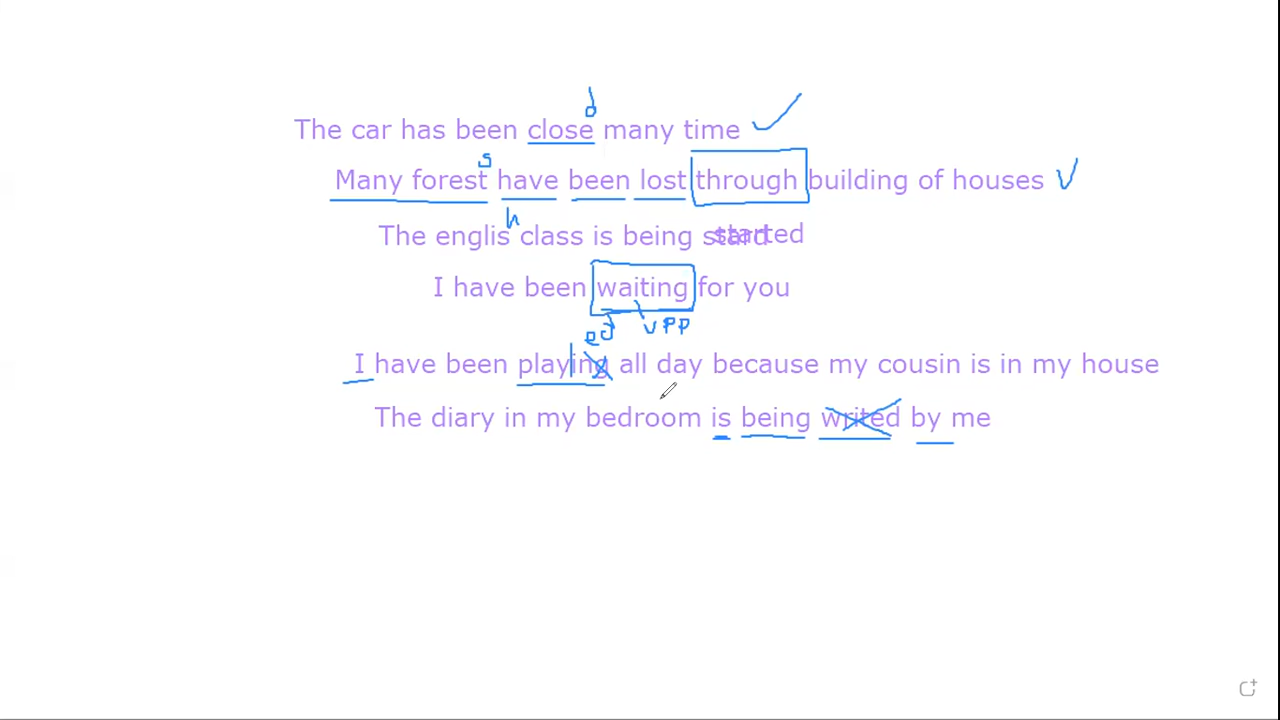 d
The car has been close many time
s
Many forest have been lost through building of houses
h
The englis class is being started
I have been waiting for you
ed VPP
I have been playing all day because my cousin is in my house
The diary in my bedroom is being writed by me